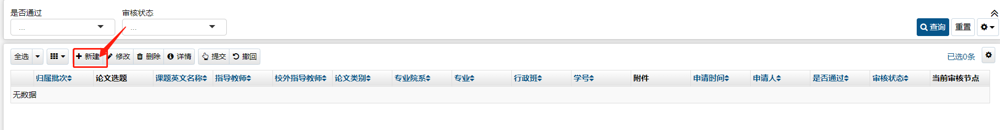 是否通过 审核状态
... ...
查询 重置
全选 新建 修改 删除 详情 提交 撤回 已选0条
归属批次 论文选题 课题英文名称 指导教师 校外指导教师 论文类别 专业院系 专业 行政班 学号 附件 申请时间 申请人 是否通过 审核状态 当前审核节点
无数据